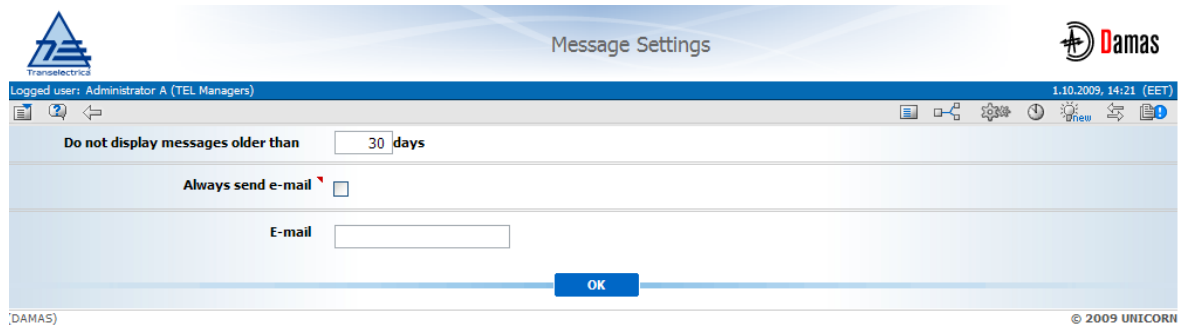 Transelectrica
Message Settings
Damas
Logged user: Administrator A (TEL Managers)
1.10.2009, 14:21 (EET)
new
Do not display messages older than 30 days
Always send e-mail
E-mail
OK
(DAMAS)
© 2009 UNICORN